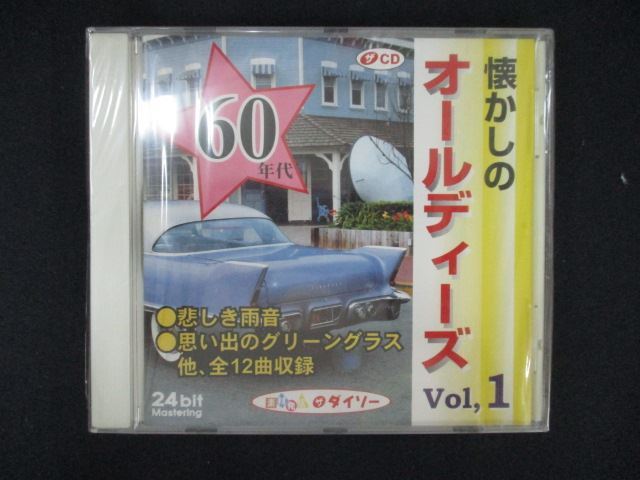 懐かしの
オールディーズ
Vol, 1
ザ CD
60
年代
●悲しき雨音
●思い出のグリーングラス
他、全12曲収録
24bit
Mastering
ザ ダイソー